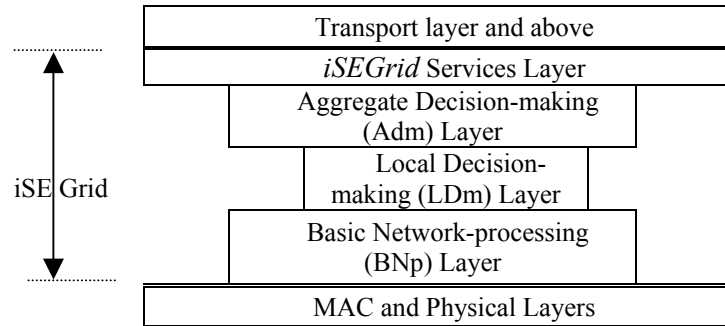 Transport layer and above
iSEGrid Services Layer
Aggregate Decision-making
(Adm) Layer
Local Decision-
making (LDm) Layer
iSE Grid
Basic Network-processing
(BNp) Layer
MAC and Physical Layers